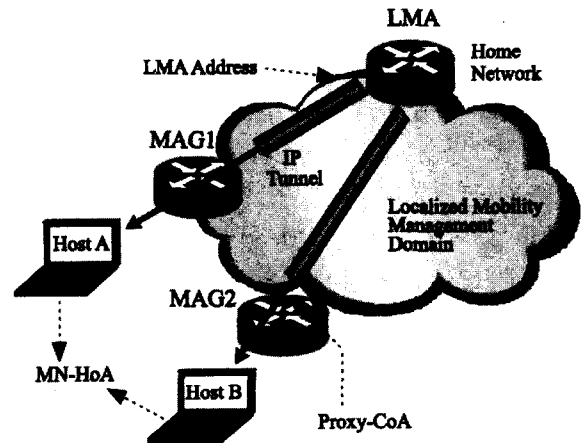 LMA
Home
Network
LMA Address
MAG1
IP
Tunnel
Localized Mobility
Management
Domain
Host A
MAG2
MN-HoA
Host B
Proxy-CoA